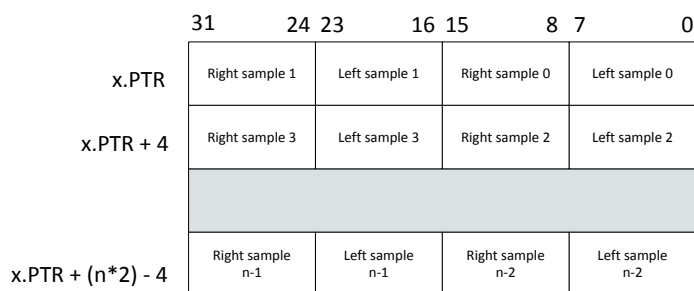 31 24 23 16 15 8 7 0
x.PTR Right sample 1 Left sample 1 Right sample 0 Left sample 0
x.PTR + 4 Right sample 3 Left sample 3 Right sample 2 Left sample 2
x.PTR + (n*2) - 4 Right sample n-1 Left sample n-1 Right sample n-2 Left sample n-2